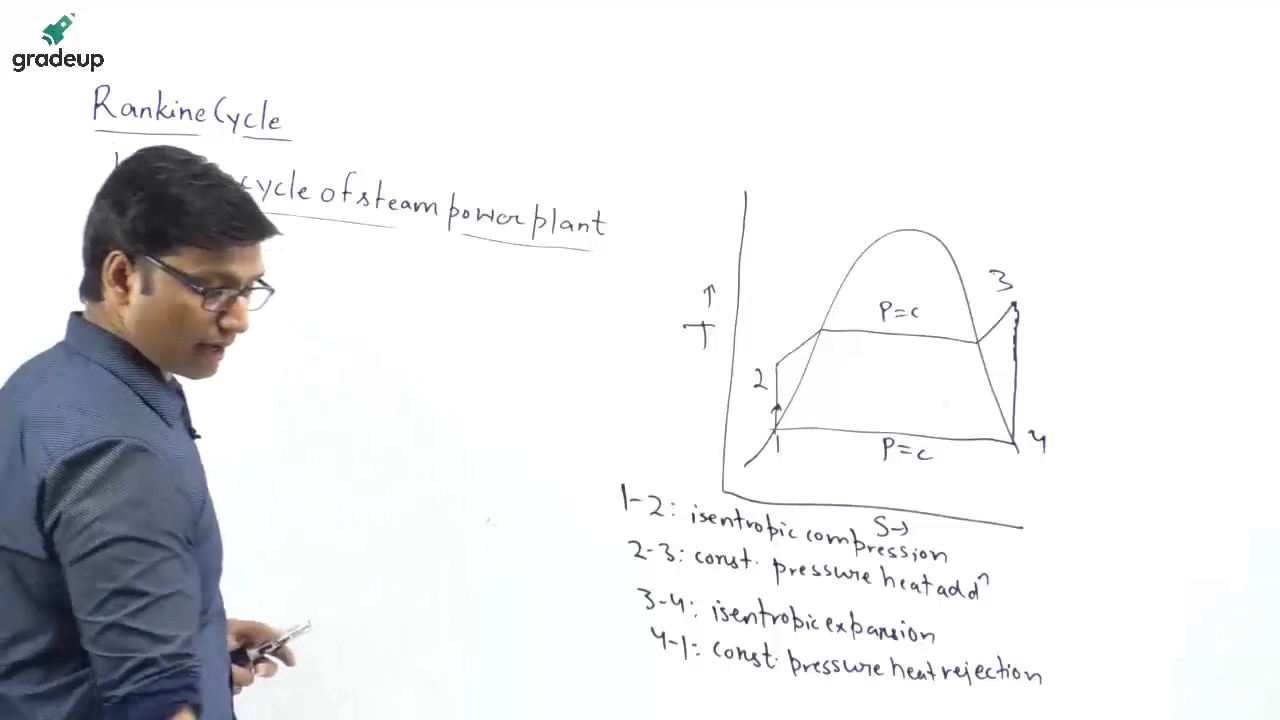 gradeup
Rankine Cycle
cycle of steam power plant
T →
P=c
3
2
1
P=c
4
S→
1-2: isentropic compression
2-3: const. pressure heat addn
3-4: isentropic expansion
4-1: const. pressure heat rejection